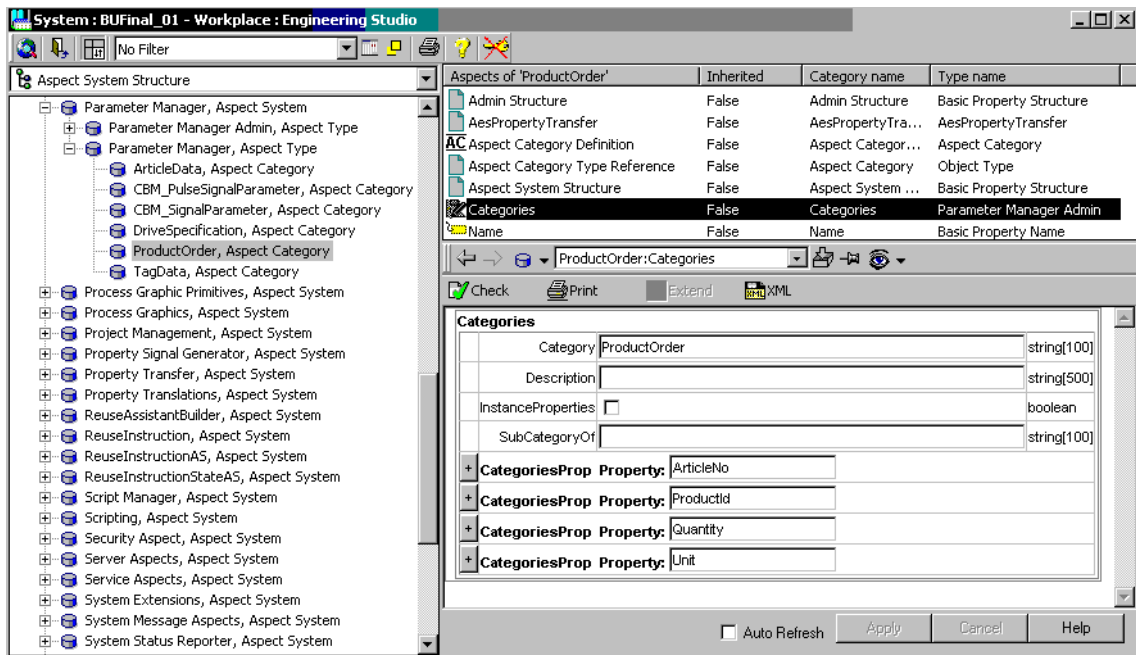 System : BUFinal_01 - Workplace : Engineering Studio
No Filter
Aspect System Structure
Parameter Manager, Aspect System
Parameter Manager Admin, Aspect Type
Parameter Manager, Aspect Type
ArticleData, Aspect Category
CBM_PulseSignalParameter, Aspect Category
CBM_SignalParameter, Aspect Category
DriveSpecification, Aspect Category
ProductOrder, Aspect Category
TagData, Aspect Category
Process Graphic Primitives, Aspect System
Process Graphics, Aspect System
Project Management, Aspect System
Property Signal Generator, Aspect System
Property Transfer, Aspect System
Property Translations, Aspect System
ReuseAssistantBuilder, Aspect System
ReuseInstruction, Aspect System
ReuseInstructionAS, Aspect System
ReuseInstructionStateAS, Aspect System
Script Manager, Aspect System
Scripting, Aspect System
Security Aspect, Aspect System
Server Aspects, Aspect System
Service Aspects, Aspect System
System Extensions, Aspect System
System Message Aspects, Aspect System
System Status Reporter, Aspect System
Aspects of 'ProductOrder' Inherited Category name Type name
Admin Structure False Admin Structure Basic Property Structure
AesPropertyTransfer False AesPropertyTra... AesPropertyTransfer
AC Aspect Category Definition False Aspect Categor... Aspect Category
Aspect Category Type Reference False Aspect Category Object Type
Aspect System Structure False Aspect System ... Basic Property Structure
Categories False Categories Parameter Manager Admin
Name False Name Basic Property Name
ProductOrder:Categories
Check Print Extend XML XML
Categories
Category ProductOrder string[100]
Description string[500]
InstanceProperties boolean
SubCategoryOf string[100]
+ CategoriesProp Property: ArticleNo
+ CategoriesProp Property: ProductId
+ CategoriesProp Property: Quantity
+ CategoriesProp Property: Unit
Auto Refresh Apply Cancel Help